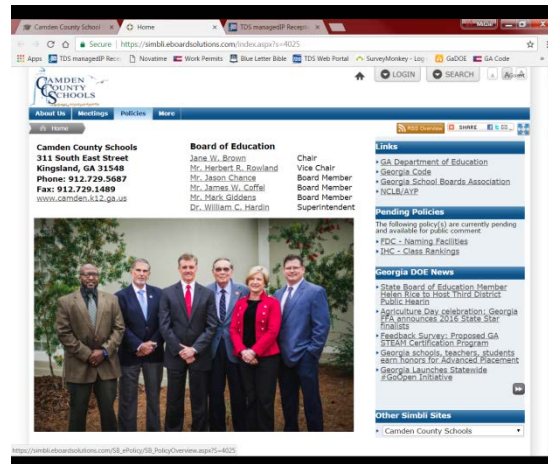 Camden County School
Home
TDS managedIP Recepti
Secure | https://simbli.eboardsolutions.com/index.aspx?s=4025
Apps
TDS managedIP Rece
Novatime
Work Permits
Blue Letter Bible
TDS Web Portal
SurveyMonkey - Log
GaDOE
GA Code
CAMDEN
COUNTY
SCHOOLS
LOGIN
SEARCH
About Us
Meetings
Policies
More
Home
RSS Overview
SHARE
Camden County Schools
311 South East Street
Kingsland, GA 31548
Phone: 912.729.5687
Fax: 912.729.1489
www.camden.k12.ga.us
Board of Education
Jane W. Brown Chair
Mr. Herbert R. Rowland Vice Chair
Mr. Jason Chance Board Member
Mr. James W. Coffel Board Member
Mr. Mark Giddens Board Member
Dr. William C. Hardin Superintendent
Links
GA Department of Education
Georgia Code
Georgia School Boards Association
NCLB/AYP
Pending Policies
The following policy(s) are currently pending
and available for public comment
FDC - Naming Facilities
IHC - Class Rankings
Georgia DOE News
State Board of Education Member
Helen Rice to Host Third District
Public Hearin
Agriculture Day celebration: Georgia
FFA announces 2016 State Star
finalists
Feedback Survey: Proposed GA
STEAM Certification Program
Georgia schools, teachers, students
earn honors for Advanced Placement
Georgia Launches Statewide
#GoOpen Initiative
Other Simbli Sites
Camden County Schools
https://simbli.eboardsolutions.com/SB_ePolicy/SB_PolicyOverview.aspx?S=4025